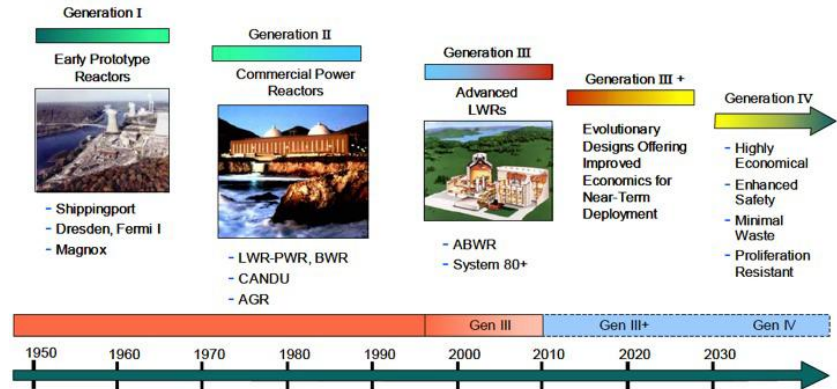 Generation I
Early Prototype
Reactors
- Shippingport
- Dresden, Fermi I
- Magnox
Generation II
Commercial Power
Reactors
- LWR-PWR, BWR
- CANDU
- AGR
Generation III
Advanced
LWRs
- ABWR
- System 80+
Generation III +
Evolutionary
Designs Offering
Improved
Economics for
Near-Term
Deployment
Generation IV
- Highly
Economical
- Enhanced
Safety
- Minimal
Waste
- Proliferation
Resistant
Gen III
Gen III+
Gen IV
1950 1960 1970 1980 1990 2000 2010 2020 2030